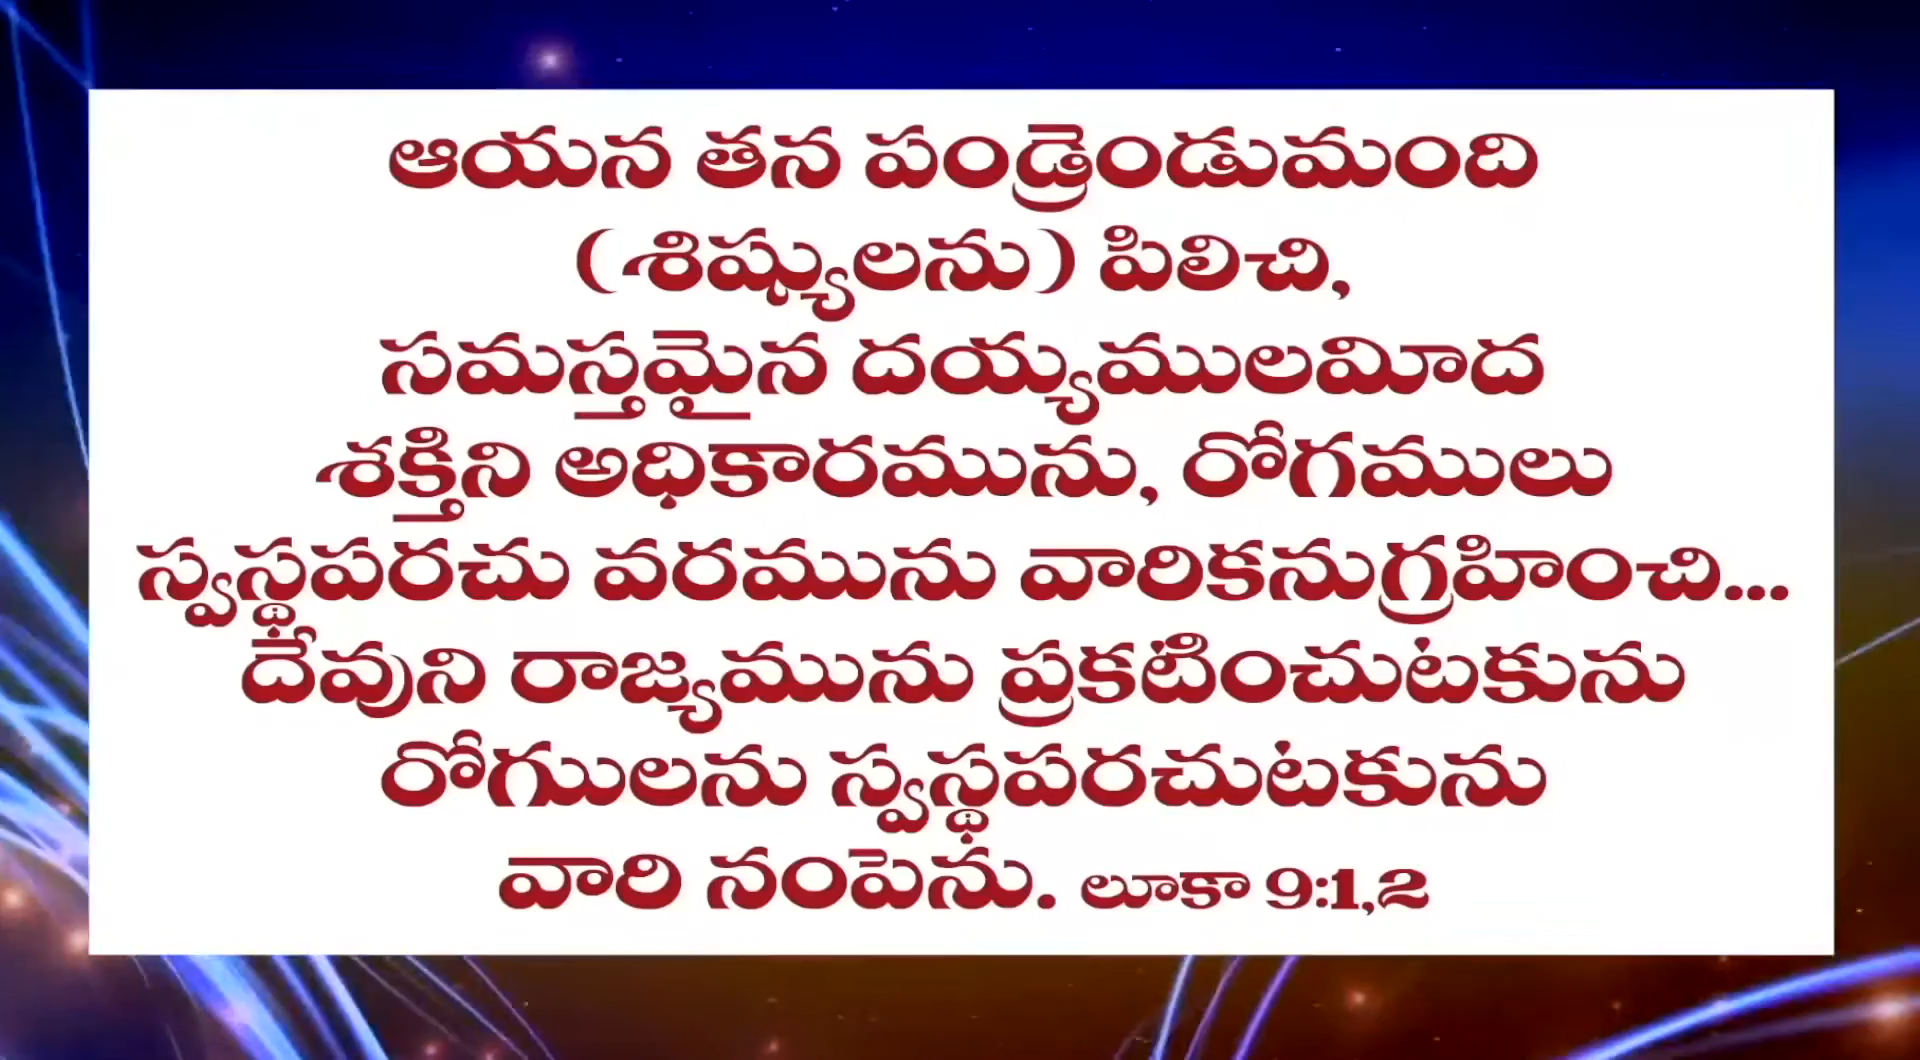 ఆయన తన పండ్రెండుమంది
(శిష్యులను) పిలిచి,
సమస్తమైన దయ్యములమీద
శక్తిని అధికారమును, రోగములు
స్వస్థపరచు వరమును వారికనుగ్రహించి...
దేవుని రాజ్యమును ప్రకటించుటకును
రోగులను స్వస్థపరచుటకును
వారి నంపెను. లూకా 9:1,2